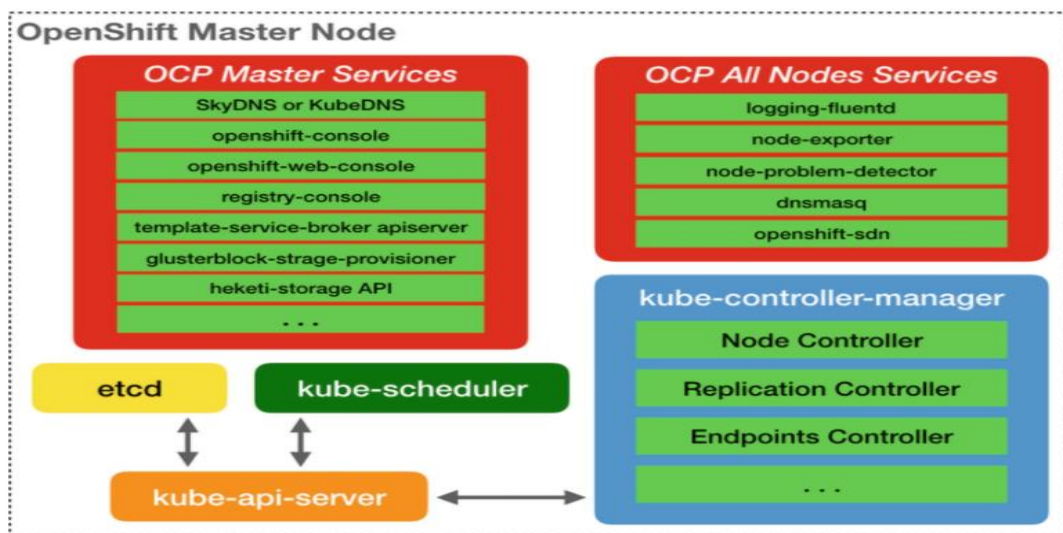 OpenShift Master Node
OCP Master Services
SkyDNS or KubeDNS
openshift-console
openshift-web-console
registry-console
template-service-broker apiserver
glusterblock-strage-provisioner
heketi-storage API
...
OCP All Nodes Services
logging-fluentd
node-exporter
node-problem-detector
dnsmasq
openshift-sdn
kube-controller-manager
Node Controller
Replication Controller
Endpoints Controller
...
etcd
kube-scheduler
kube-api-server